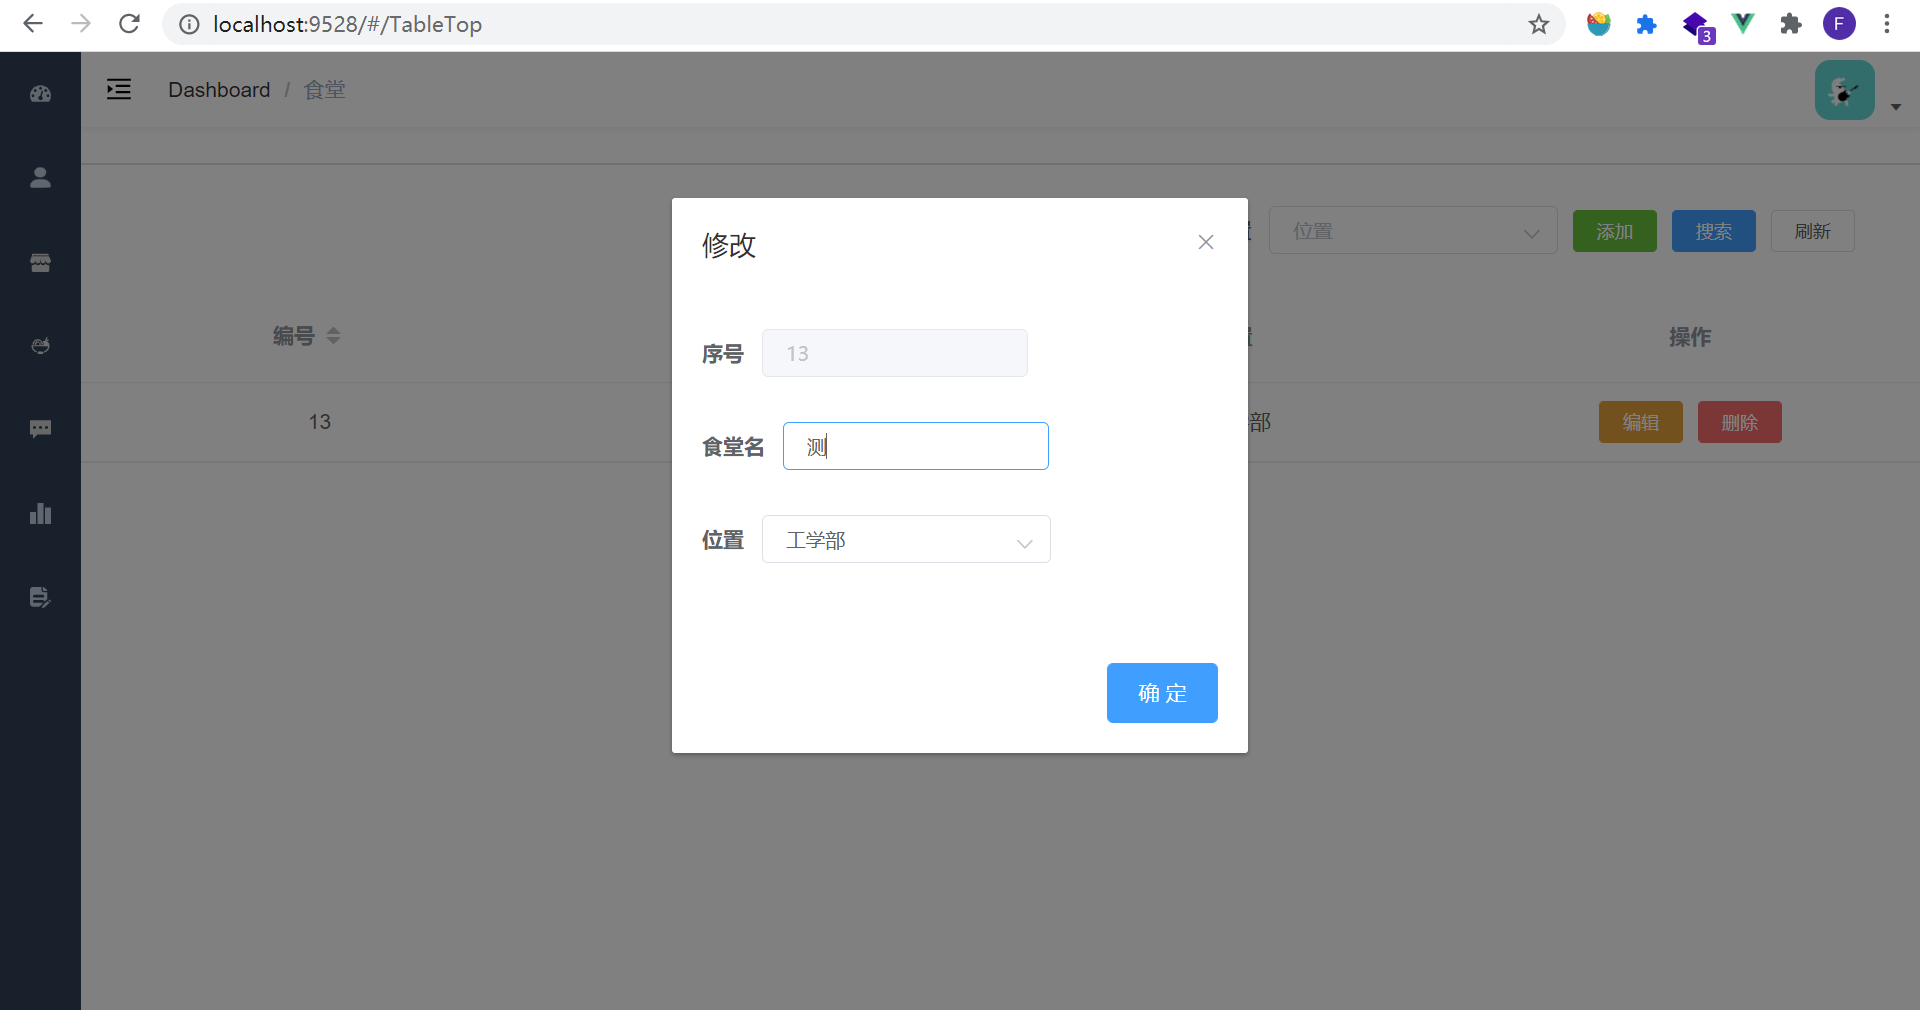 localhost:9528/#/TableTop
3
F
Dashboard / 食堂
位置
添加
搜索
刷新
编号
操作
13
部
编辑
删除
修改
序号 13
食堂名 测
位置 工学部
确 定